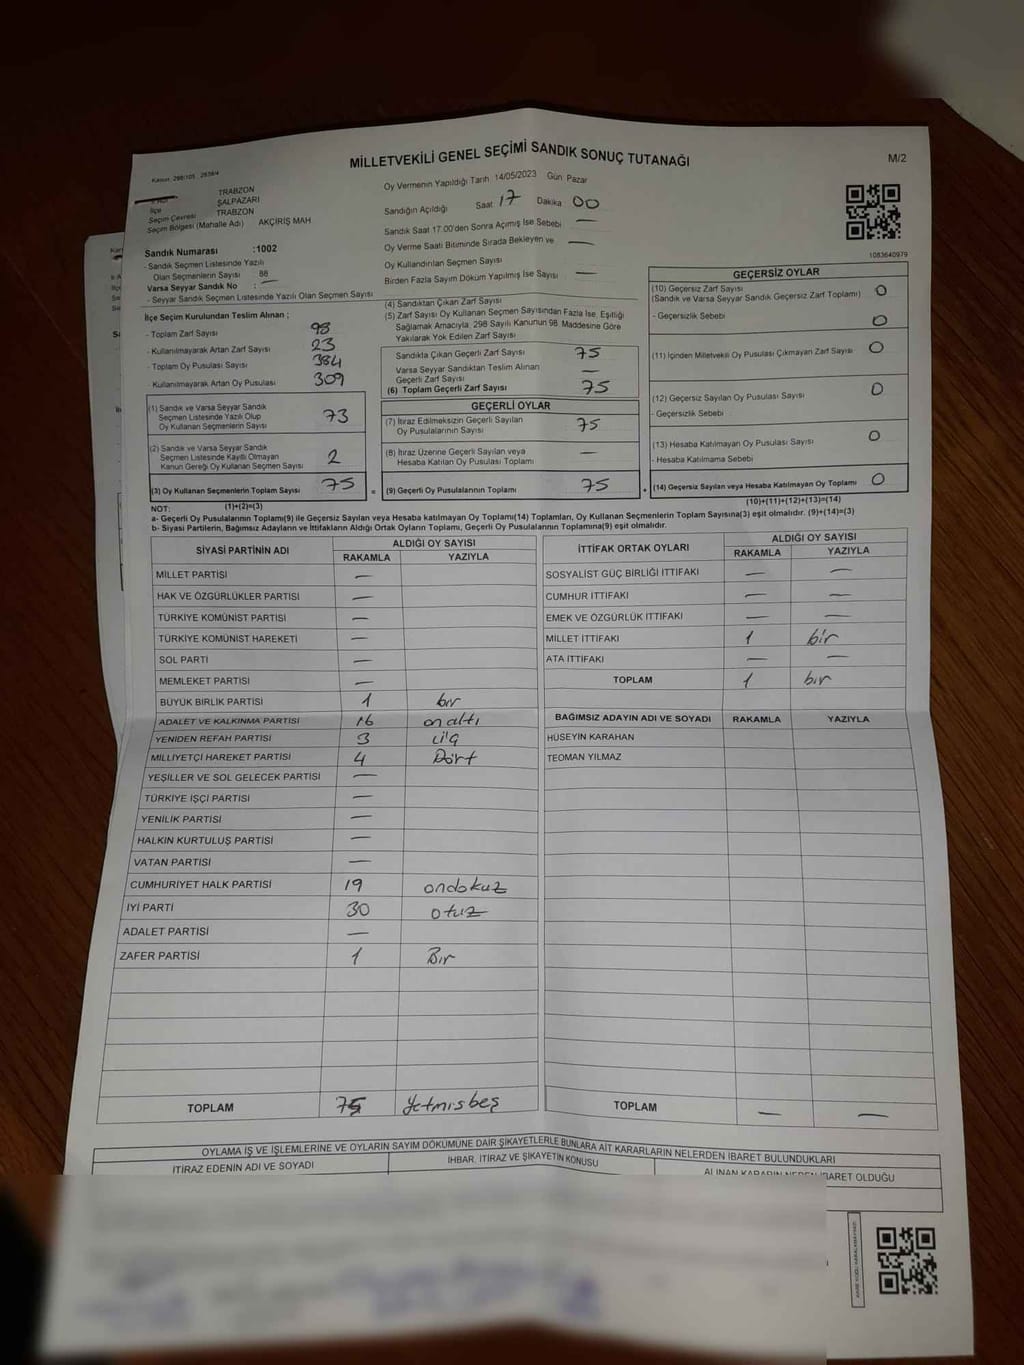 MİLLETVEKİLİ GENEL SEÇİMİ SANDIK SONUÇ TUTANAĞI
M/2
Kanun: 298/105, 2839/4
TRABZON
İlçe ŞALPAZARI
Seçim Çevresi TRABZON
Seçim Bölgesi (Mahalle Adı) AKÇİRİŞ MAH
Sandık Numarası :1002
- Sandık Seçmen Listesinde Yazılı
Olan Seçmenlerin Sayısı 88
Varsa Seyyar Sandık No : —
- Seyyar Sandık Seçmen Listesinde Yazılı Olan Seçmen Sayısı
İlçe Seçim Kurulundan Teslim Alınan ;
- Toplam Zarf Sayısı 98
- Kullanılmayarak Artan Zarf Sayısı 23
- Toplam Oy Pusulası Sayısı 384
- Kullanılmayarak Artan Oy Pusulası 309
(1) Sandık ve Varsa Seyyar Sandık
Seçmen Listesinde Yazılı Olup
Oy Kullanan Seçmenlerin Sayısı 73
(2) Sandık ve Varsa Seyyar Sandık
Seçmen Listesinde Kayıtlı Olmayan
Kanun Gereği Oy Kullanan Seçmen Sayısı 2
(3) Oy Kullanan Seçmenlerin Toplam Sayısı 75
Oy Vermenin Yapıldığı Tarih 14/05/2023 Gün Pazar
Sandığın Açıldığı Saat 17 Dakika 00
Sandık Saat 17.00'den Sonra Açılmış İse Sebebi —
Oy Verme Saati Bitiminde Sırada Bekleyen ve —
Oy Kullandırılan Seçmen Sayısı
Birden Fazla Sayım Döküm Yapılmış İse Sayısı —
(4) Sandıktan Çıkan Zarf Sayısı
(5) Zarf Sayısı Oy Kullanan Seçmen Sayısından Fazla İse, Eşitliği
Sağlamak Amacıyla, 298 Sayılı Kanunun 98 Maddesine Göre
Yakılarak Yok Edilen Zarf Sayısı
Sandıkta Çıkan Geçerli Zarf Sayısı 75
Varsa Seyyar Sandıktan Teslim Alınan
Geçerli Zarf Sayısı —
(6) Toplam Geçerli Zarf Sayısı 75
GEÇERLİ OYLAR
(7) İtiraz Edilmeksizin Geçerli Sayılan
Oy Pusulalarının Sayısı 75
(8) İtiraz Üzerine Geçerli Sayılan veya
Hesaba Katılan Oy Pusulası Toplamı —
= (9) Geçerli Oy Pusulalarının Toplamı 75
1083640979
GEÇERSİZ OYLAR
(10) Geçersiz Zarf Sayısı
(Sandık ve Varsa Seyyar Sandık Geçersiz Zarf Toplamı) 0
- Geçersizlik Sebebi 0
(11) İçinden Milletvekili Oy Pusulası Çıkmayan Zarf Sayısı 0
(12) Geçersiz Sayılan Oy Pusulası Sayısı 0
- Geçersizlik Sebebi
(13) Hesaba Katılmayan Oy Pusulası Sayısı 0
- Hesaba Katılmama Sebebi
+ (14) Geçersiz Sayılan veya Hesaba Katılmayan Oy Toplamı 0
NOT: (1)+(2)=(3) (10)+(11)+(12)+(13)=(14)
a- Geçerli Oy Pusulalarının Toplamı(9) ile Geçersiz Sayılan veya Hesaba katılmayan Oy Toplamı(14) Toplamları, Oy Kullanan Seçmenlerin Toplam Sayısına(3) eşit olmalıdır. (9)+(14)=(3)
b- Siyasi Partilerin, Bağımsız Adayların ve İttifakların Aldığı Ortak Oyların Toplamı, Geçerli Oy Pusulalarının Toplamına(9) eşit olmalıdır.
SİYASİ PARTİNİN ADI ALDIĞI OY SAYISI
RAKAMLA YAZIYLA
MİLLET PARTİSİ —
HAK VE ÖZGÜRLÜKLER PARTİSİ —
TÜRKİYE KOMÜNİST PARTİSİ —
TÜRKİYE KOMÜNİST HAREKETİ —
SOL PARTİ —
MEMLEKET PARTİSİ —
BÜYÜK BİRLİK PARTİSİ 1 bir
ADALET VE KALKINMA PARTİSİ 16 on altı
YENİDEN REFAH PARTİSİ 3 üç
MİLLİYETÇİ HAREKET PARTİSİ 4 Dört
YEŞİLLER VE SOL GELECEK PARTİSİ —
TÜRKİYE İŞÇİ PARTİSİ —
YENİLİK PARTİSİ —
HALKIN KURTULUŞ PARTİSİ —
VATAN PARTİSİ —
CUMHURİYET HALK PARTİSİ 19 ondokuz
İYİ PARTİ 30 otuz
ADALET PARTİSİ —
ZAFER PARTİSİ 1 Bir
TOPLAM 75 Yetmişbeş
İTTİFAK ORTAK OYLARI ALDIĞI OY SAYISI
RAKAMLA YAZIYLA
SOSYALİST GÜÇ BİRLİĞİ İTTİFAKI — —
CUMHUR İTTİFAKI — —
EMEK VE ÖZGÜRLÜK İTTİFAKI — —
MİLLET İTTİFAKI 1 bir
ATA İTTİFAKI — —
TOPLAM 1 bir
BAĞIMSIZ ADAYIN ADI VE SOYADI RAKAMLA YAZIYLA
HÜSEYİN KARAHAN
TEOMAN YILMAZ
TOPLAM — —
OYLAMA İŞ VE İŞLEMLERİNE VE OYLARIN SAYIM DÖKÜMÜNE DAİR ŞİKAYETLERLE BUNLARA AİT KARARLARIN NELERDEN İBARET BULUNDUKLARI
İTİRAZ EDENİN ADI VE SOYADI İHBAR, İTİRAZ VE ŞİKAYETİN KONUSU ALINAN KARARIN NEDEN İBARET OLDUĞU